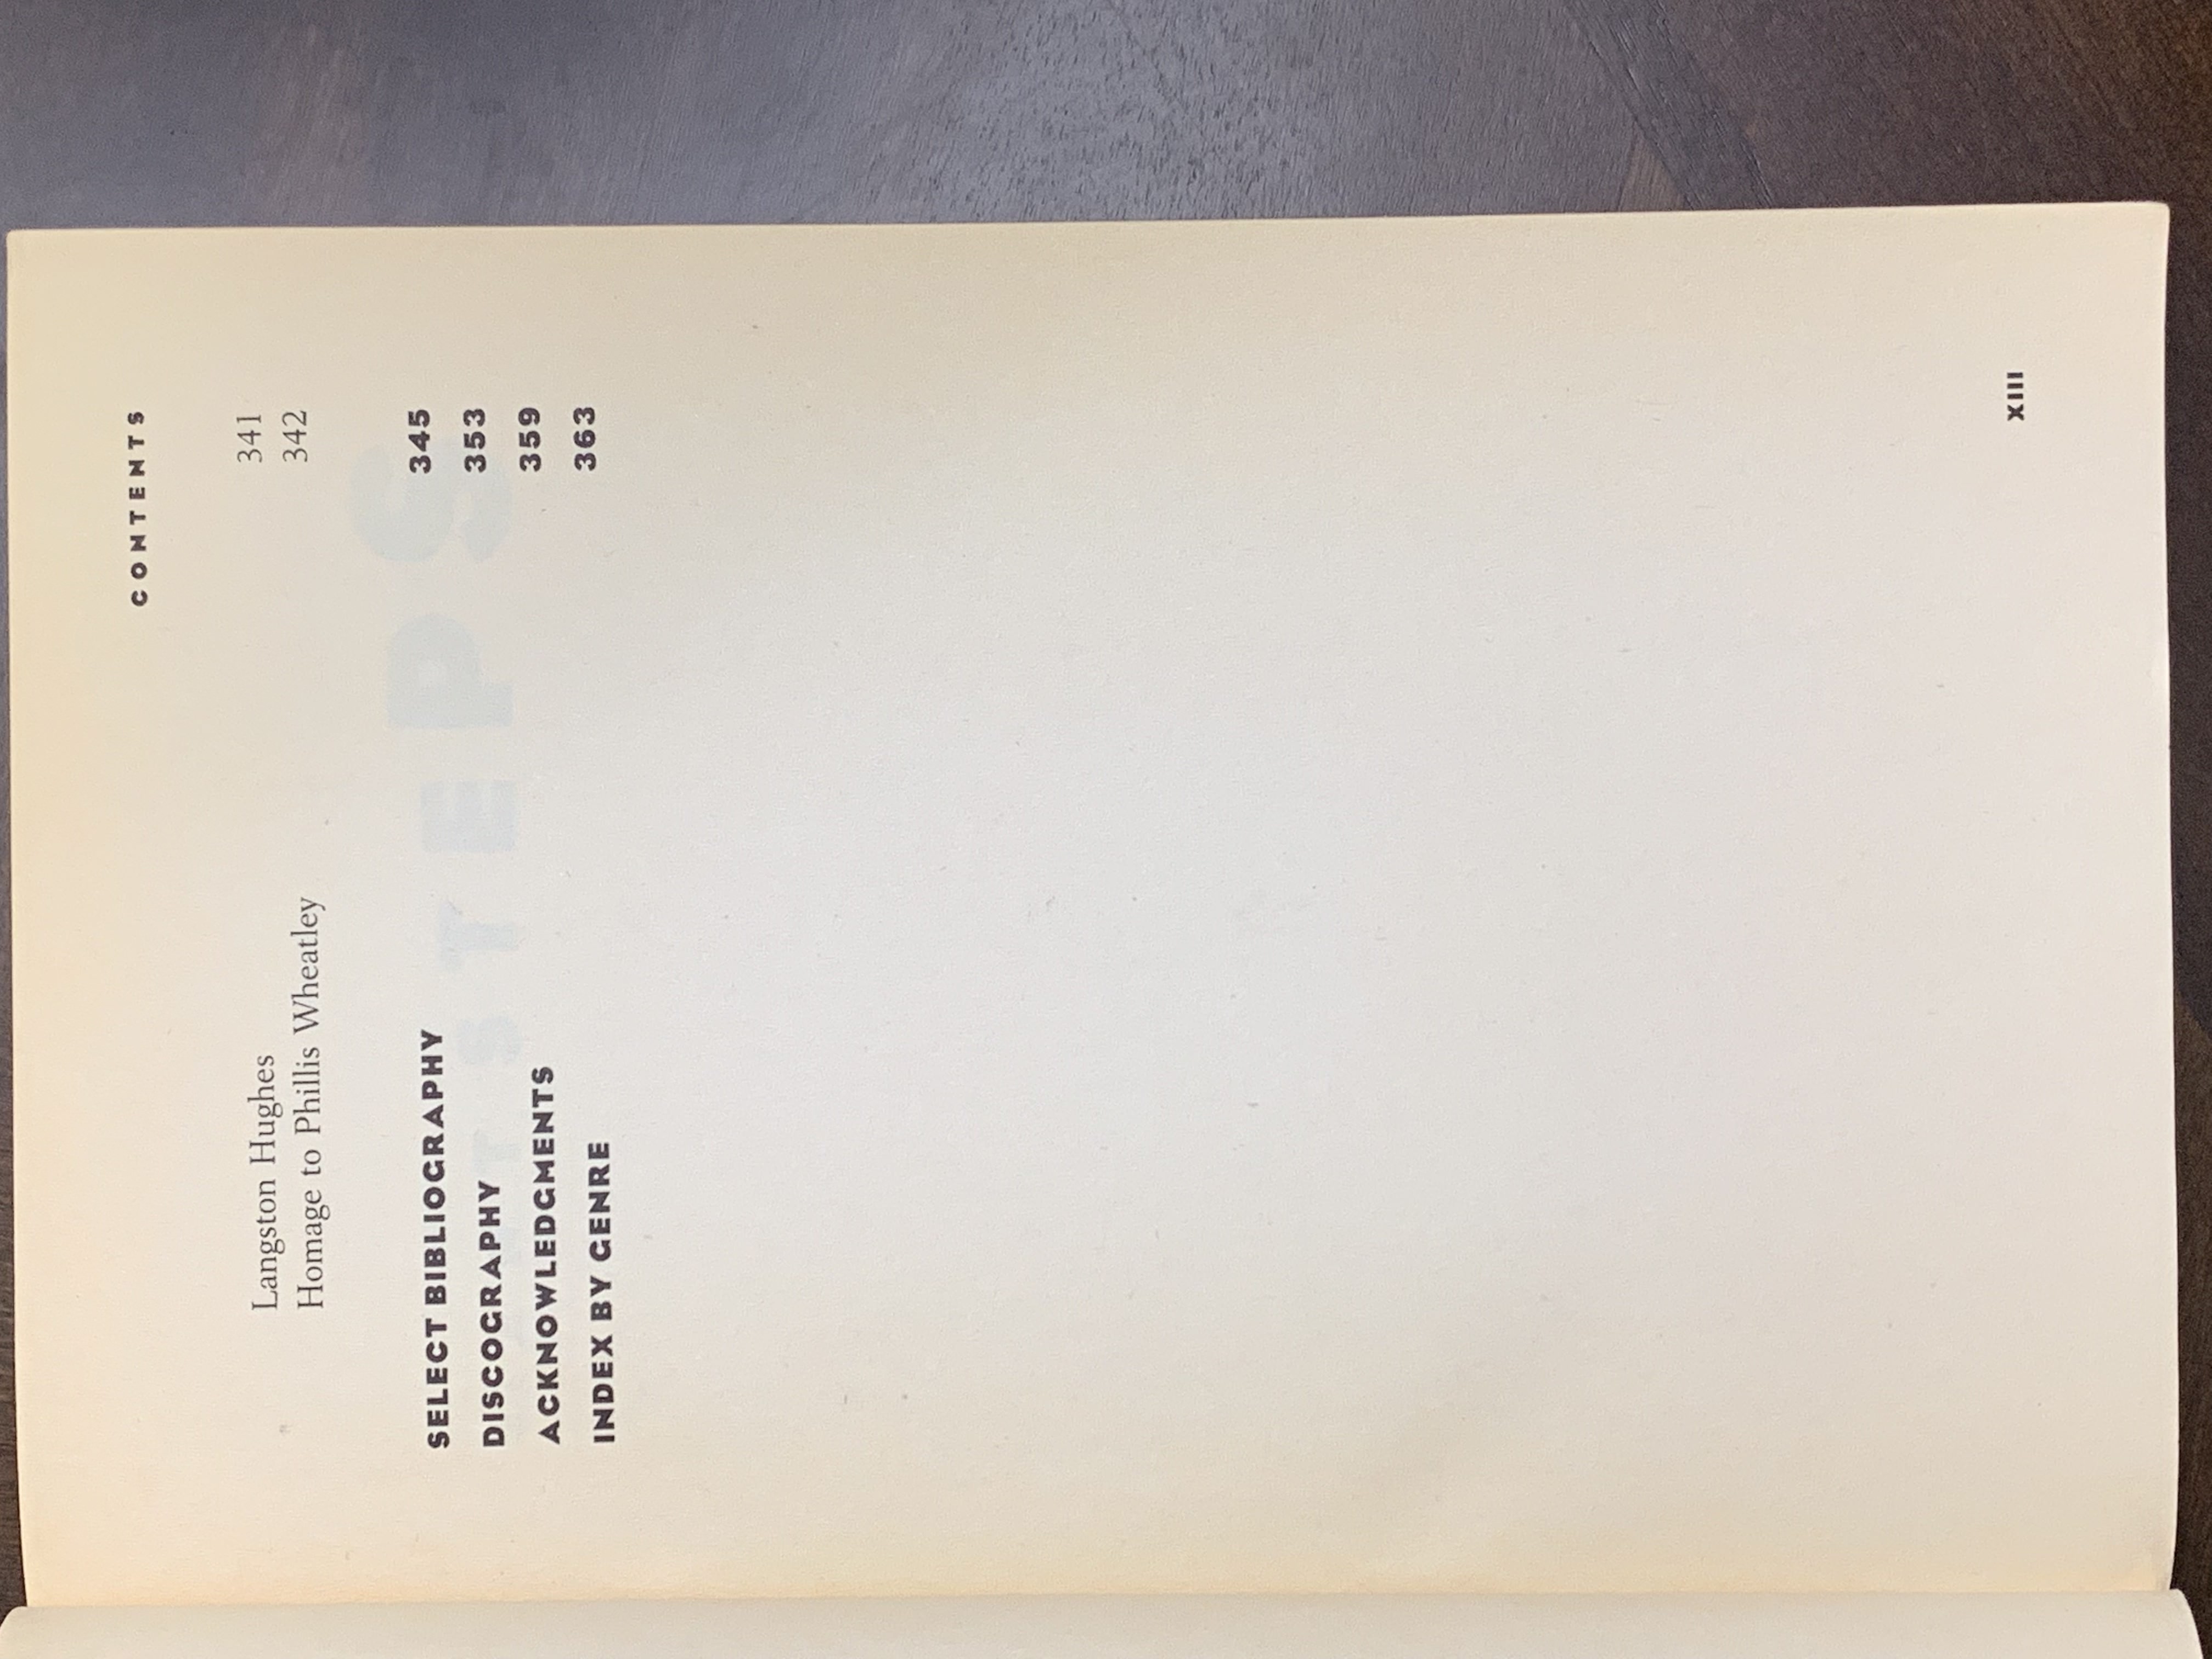 CONTENTS
Langston Hughes 341
Homage to Phillis Wheatley 342
SELECT BIBLIOGRAPHY 345
DISCOGRAPHY 353
ACKNOWLEDGMENTS 359
INDEX BY GENRE 363
XIII